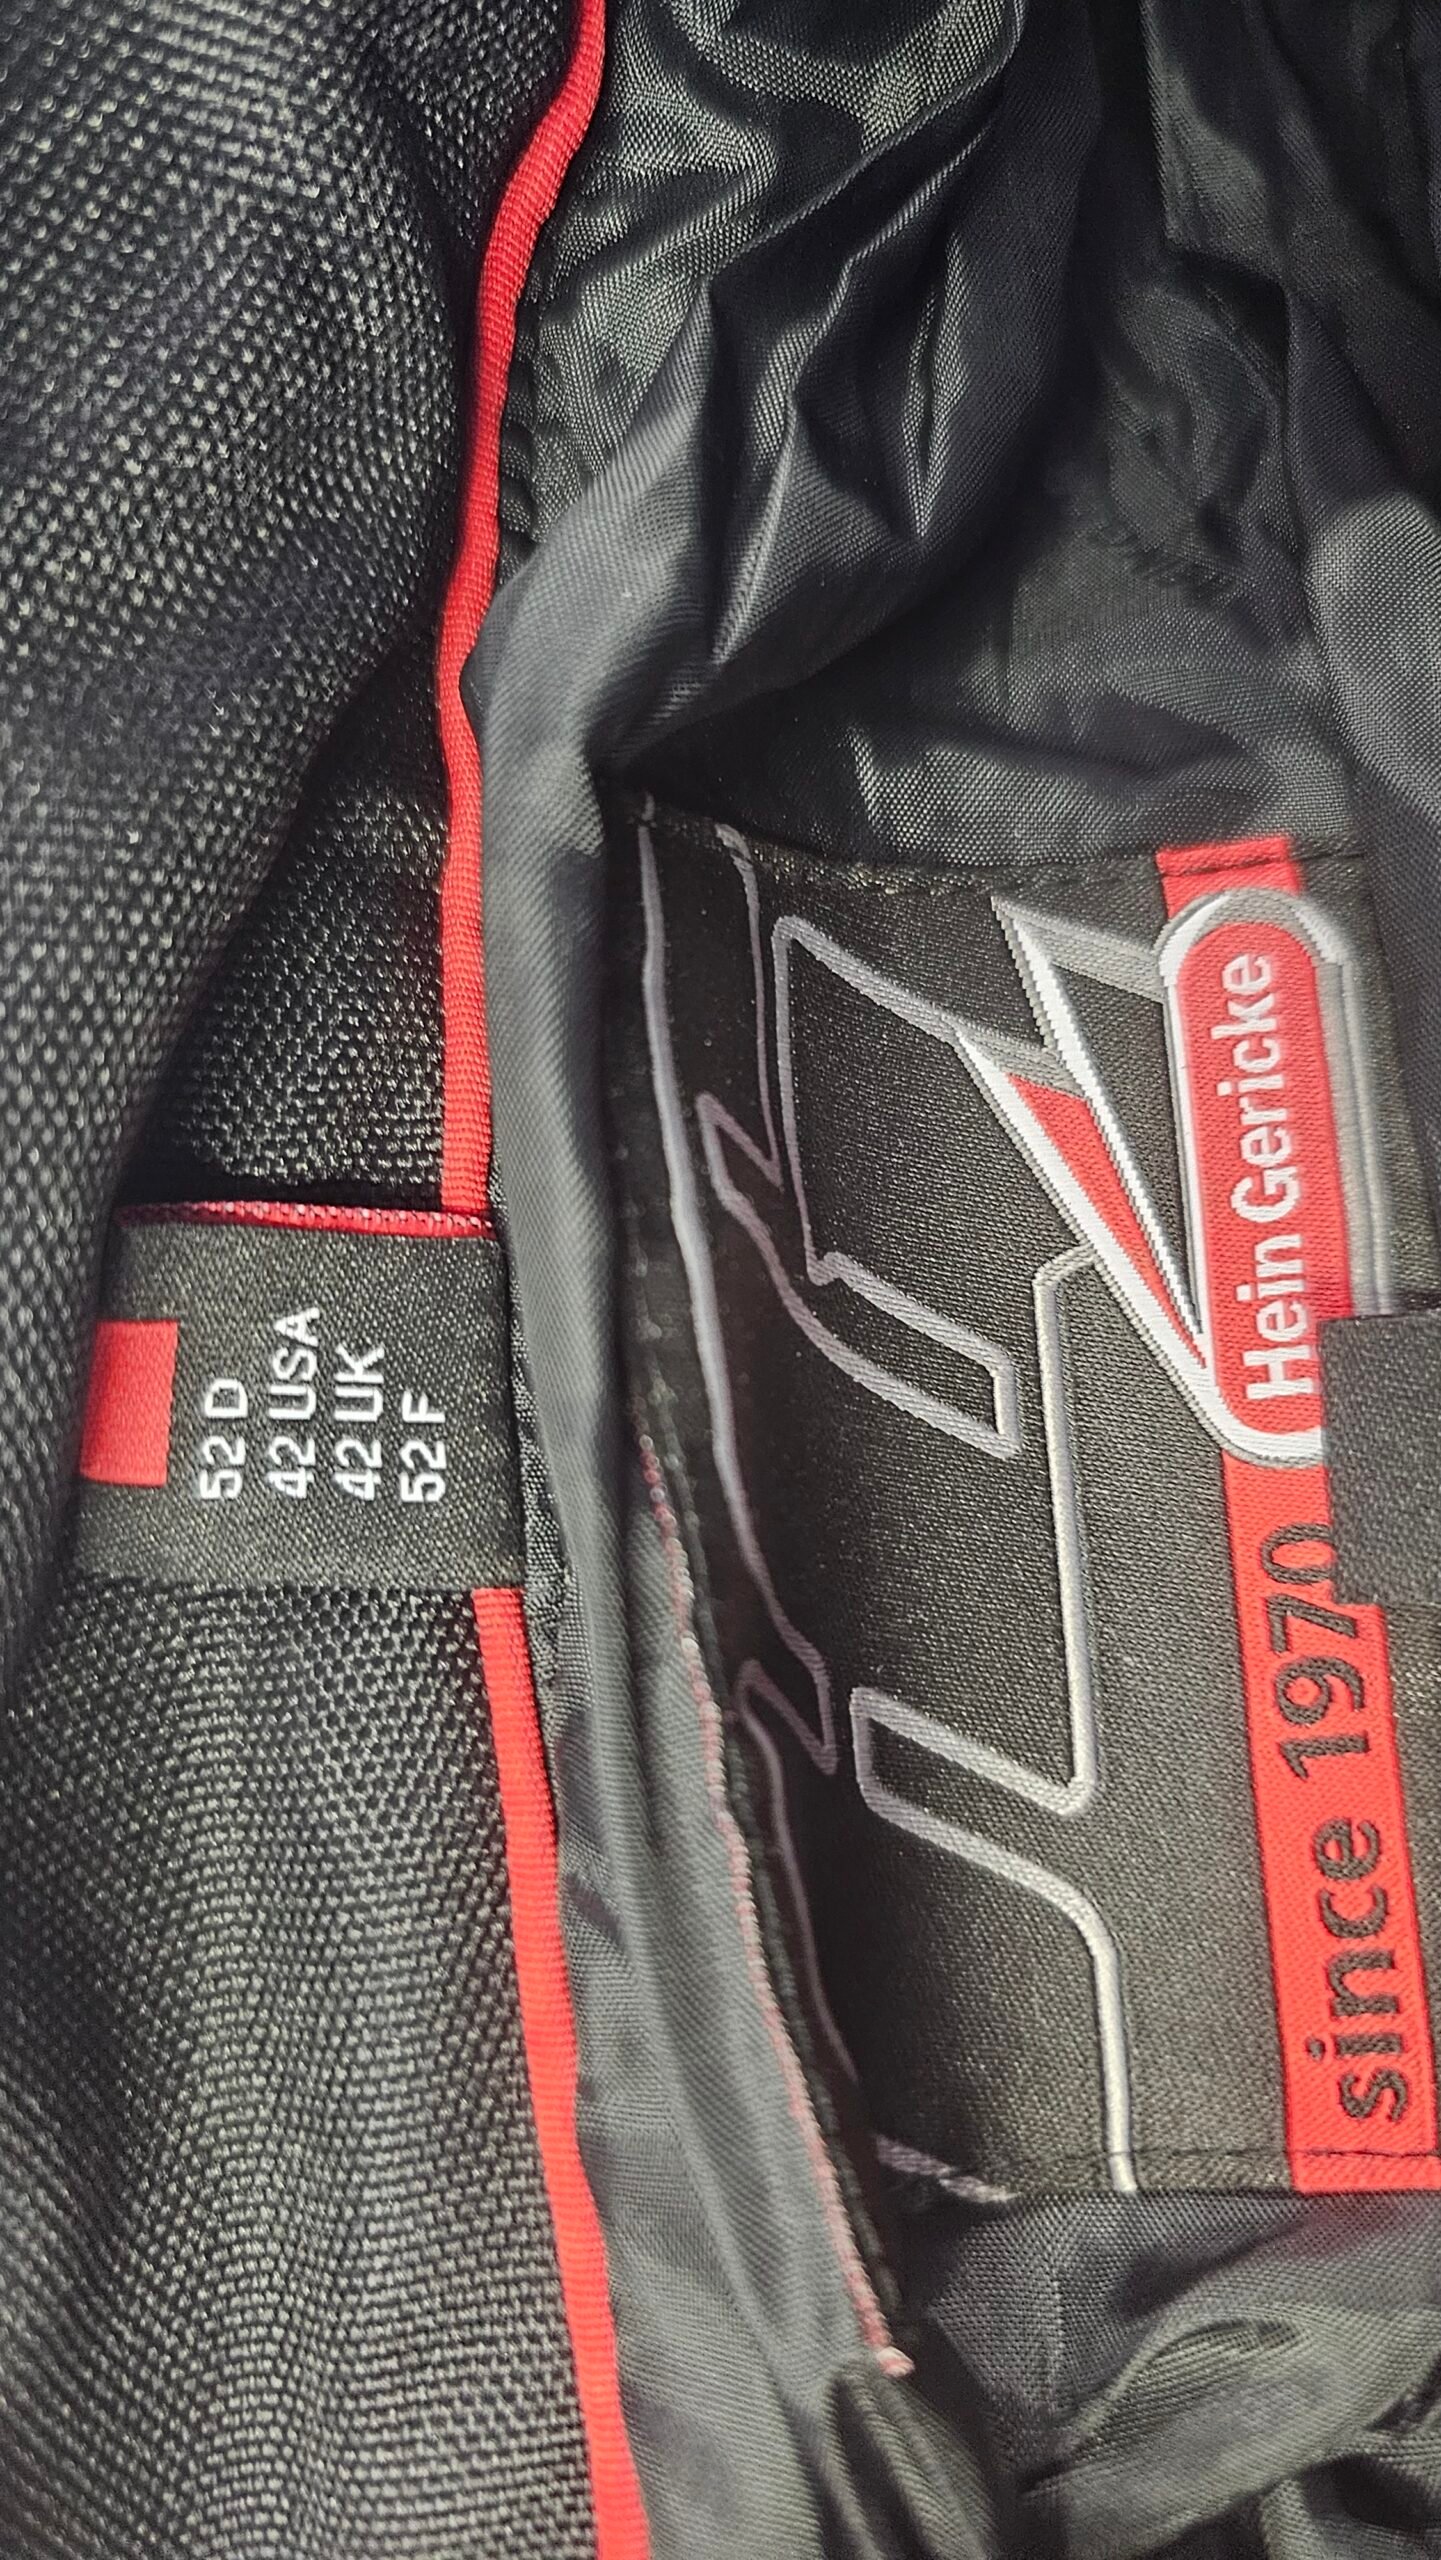 52 D
42 USA
42 UK
52 F
Hein Gericke
since 1970